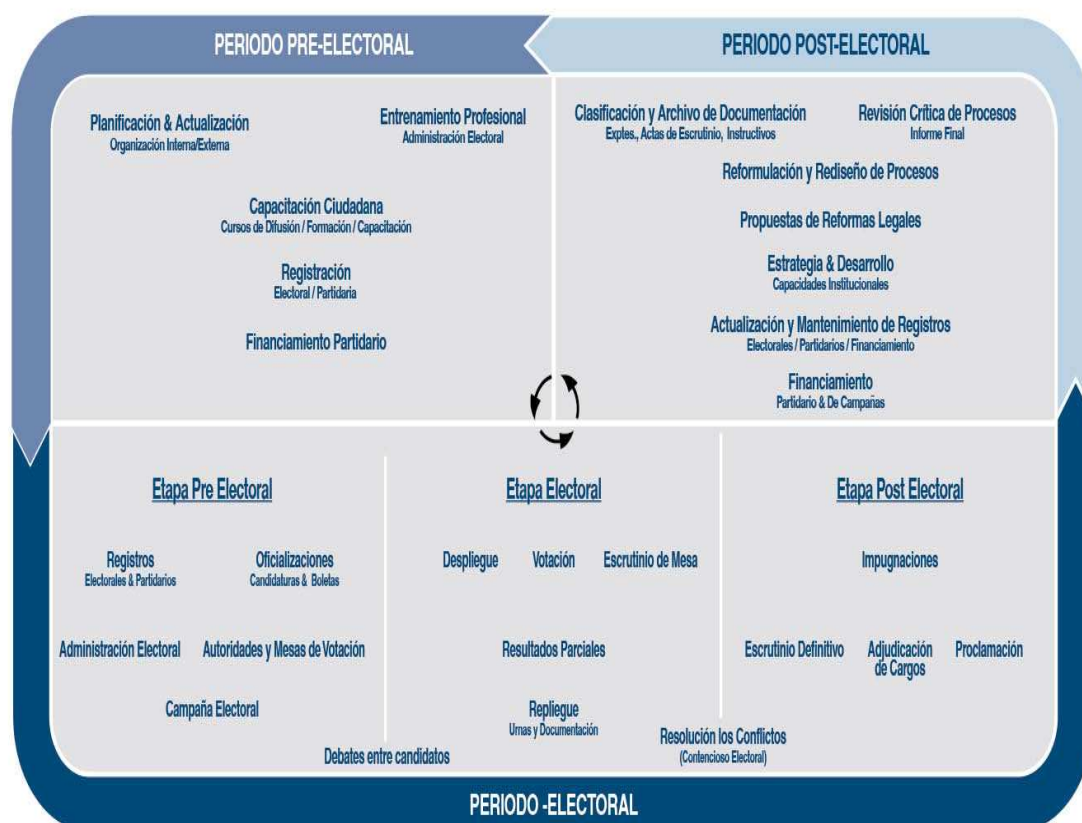 PERIODO PRE-ELECTORAL
PERIODO POST-ELECTORAL
Planificación & Actualización
Organización Interna/Externa
Entrenamiento Profesional
Administración Electoral
Capacitación Ciudadana
Cursos de Difusión / Formación / Capacitación
Registración
Electoral / Partidaria
Financiamiento Partidario
Clasificación y Archivo de Documentación
Exptes., Actas de Escrutinio, Instructivos
Revisión Crítica de Procesos
Informe Final
Reformulación y Rediseño de Procesos
Propuestas de Reformas Legales
Estrategia & Desarrollo
Capacidades Institucionales
Actualización y Mantenimiento de Registros
Electorales / Partidarios / Financiamiento
Financiamiento
Partidario & De Campañas
Etapa Pre Electoral
Registros
Electorales & Partidarios
Oficializaciones
Candidaturas & Boletas
Administración Electoral
Autoridades y Mesas de Votación
Campaña Electoral
Etapa Electoral
Despliegue
Votación
Escrutinio de Mesa
Resultados Parciales
Repliegue
Urnas y Documentación
Debates entre candidatos
Etapa Post Electoral
Impugnaciones
Escrutinio Definitivo
Adjudicación
de Cargos
Proclamación
Resolución los Conflictos
(Contencioso Electoral)
PERIODO -ELECTORAL